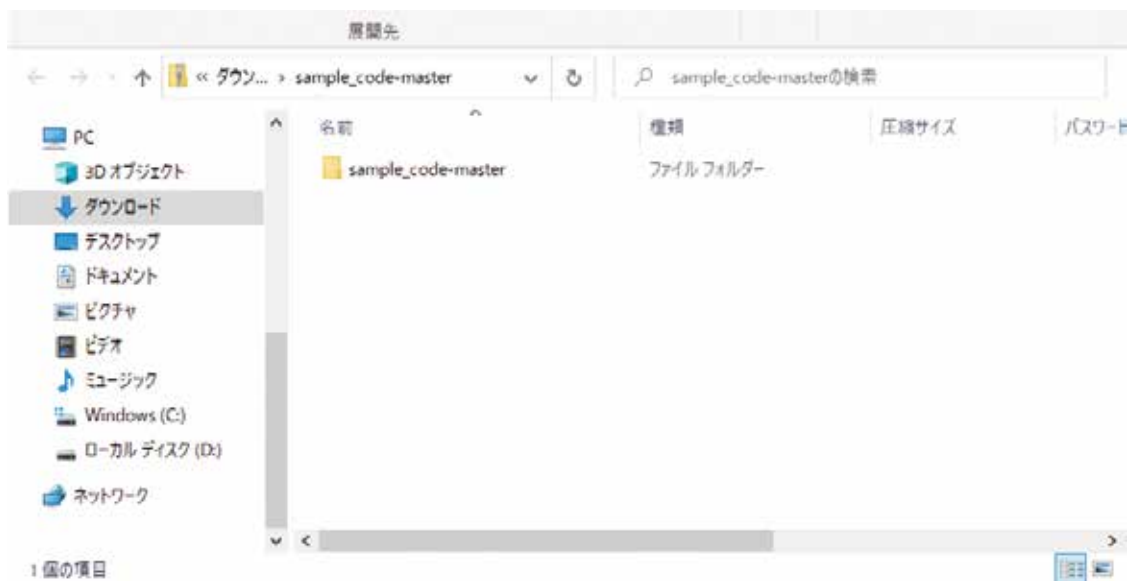 展開先
« ダウン... › sample_code-master
sample_code-masterの検索
PC
3D オブジェクト
ダウンロード
デスクトップ
ドキュメント
ピクチャ
ビデオ
ミュージック
Windows (C:)
ローカル ディスク (D:)
ネットワーク
名前 種類 圧縮サイズ パスワード
sample_code-master ファイル フォルダー
1 個の項目